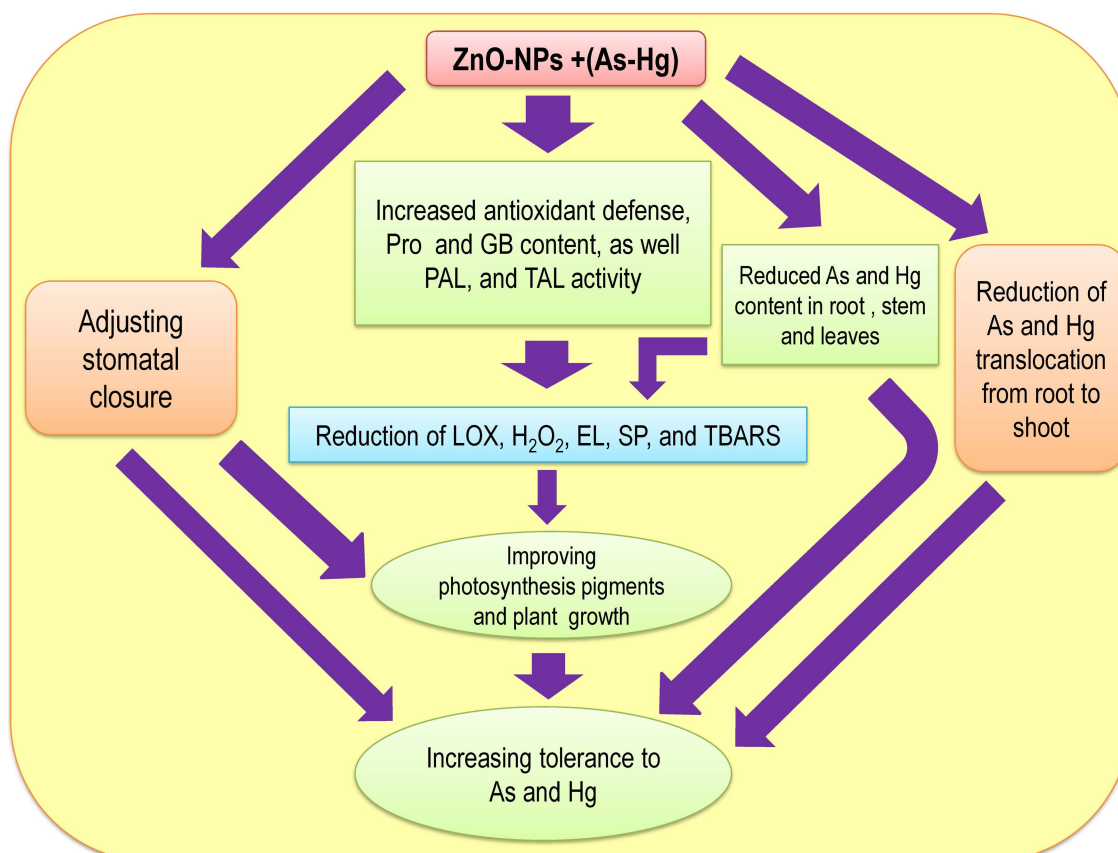 ZnO-NPs +(As-Hg)
Increased antioxidant defense,
Pro and GB content, as well
PAL, and TAL activity
Reduced As and Hg
content in root , stem
and leaves
Reduction of
As and Hg
translocation
from root to
shoot
Adjusting
stomatal
closure
Reduction of LOX, H₂O₂, EL, SP, and TBARS
Improving
photosynthesis pigments
and plant growth
Increasing tolerance to
As and Hg